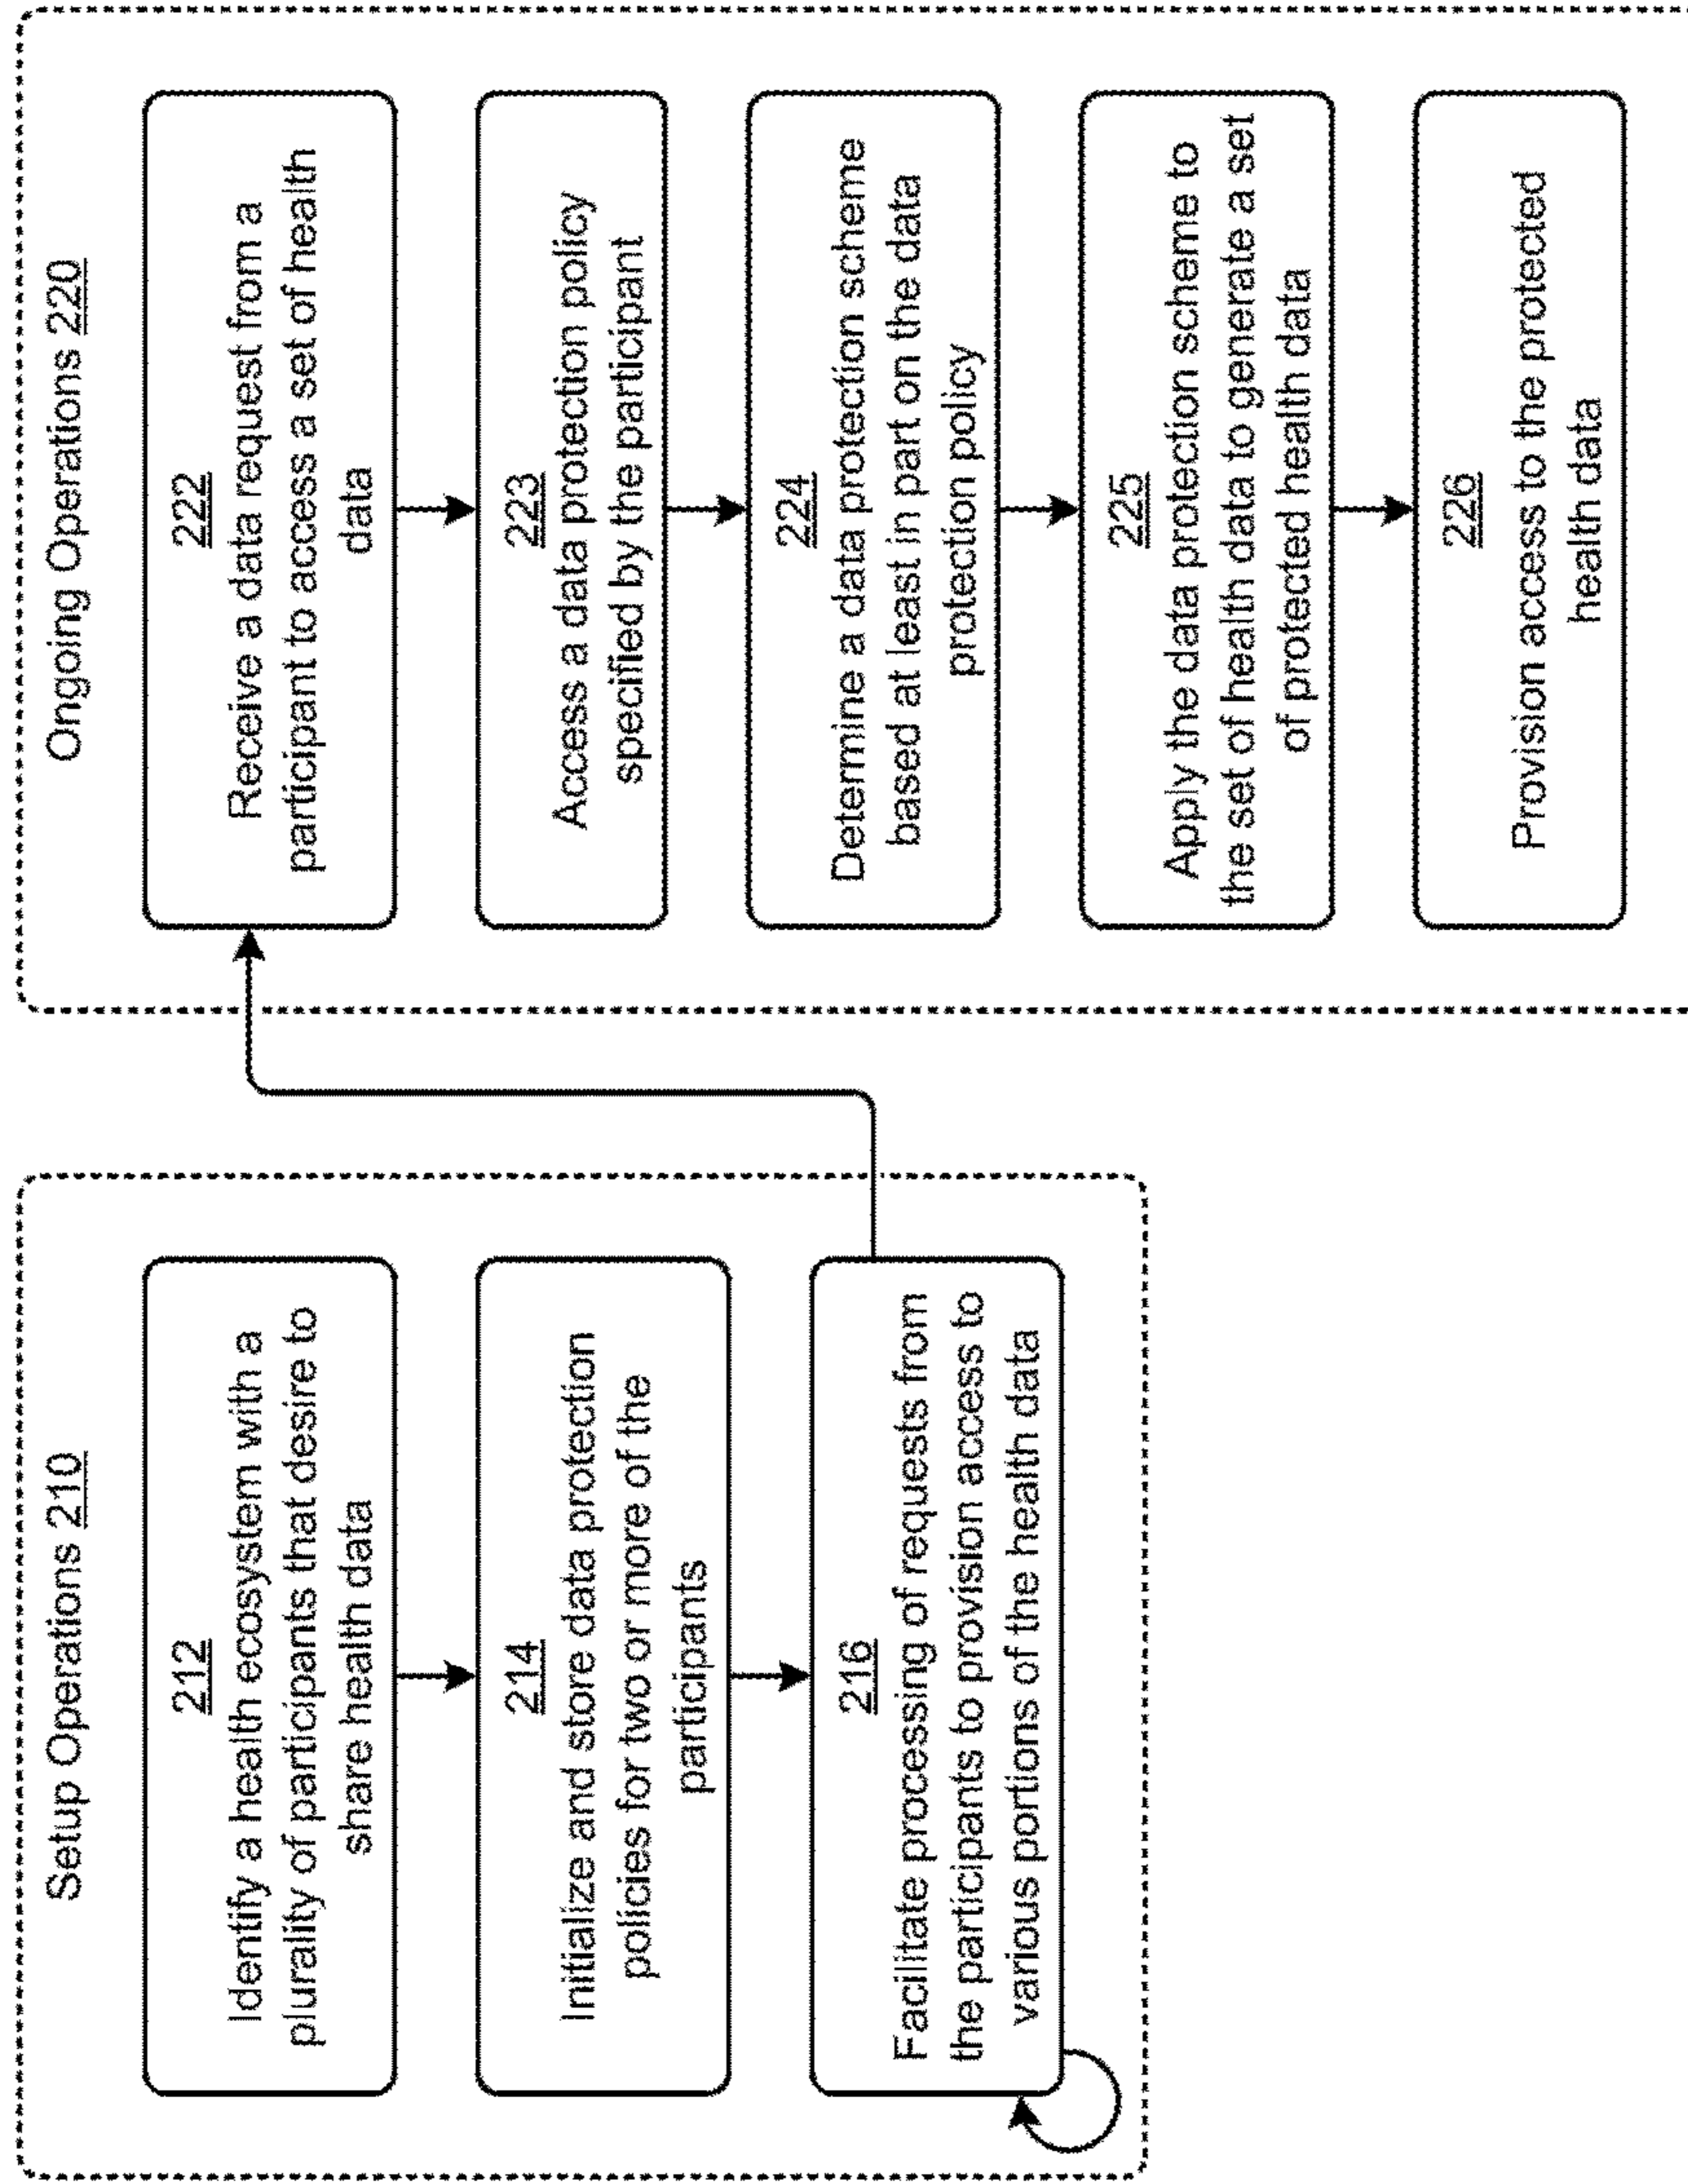 Setup Operations 210
212
Identify a health ecosystem with a
plurality of participants that desire to
share health data
214
Initialize and store data protection
policies for two or more of the
participants
216
Facilitate processing of requests from
the participants to provision access to
various portions of the health data
Ongoing Operations 220
222
Receive a data request from a
participant to access a set of health
data
223
Access a data protection policy
specified by the participant
224
Determine a data protection scheme
based at least in part on the data
protection policy
225
Apply the data protection scheme to
the set of health data to generate a set
of protected health data
226
Provision access to the protected
health data